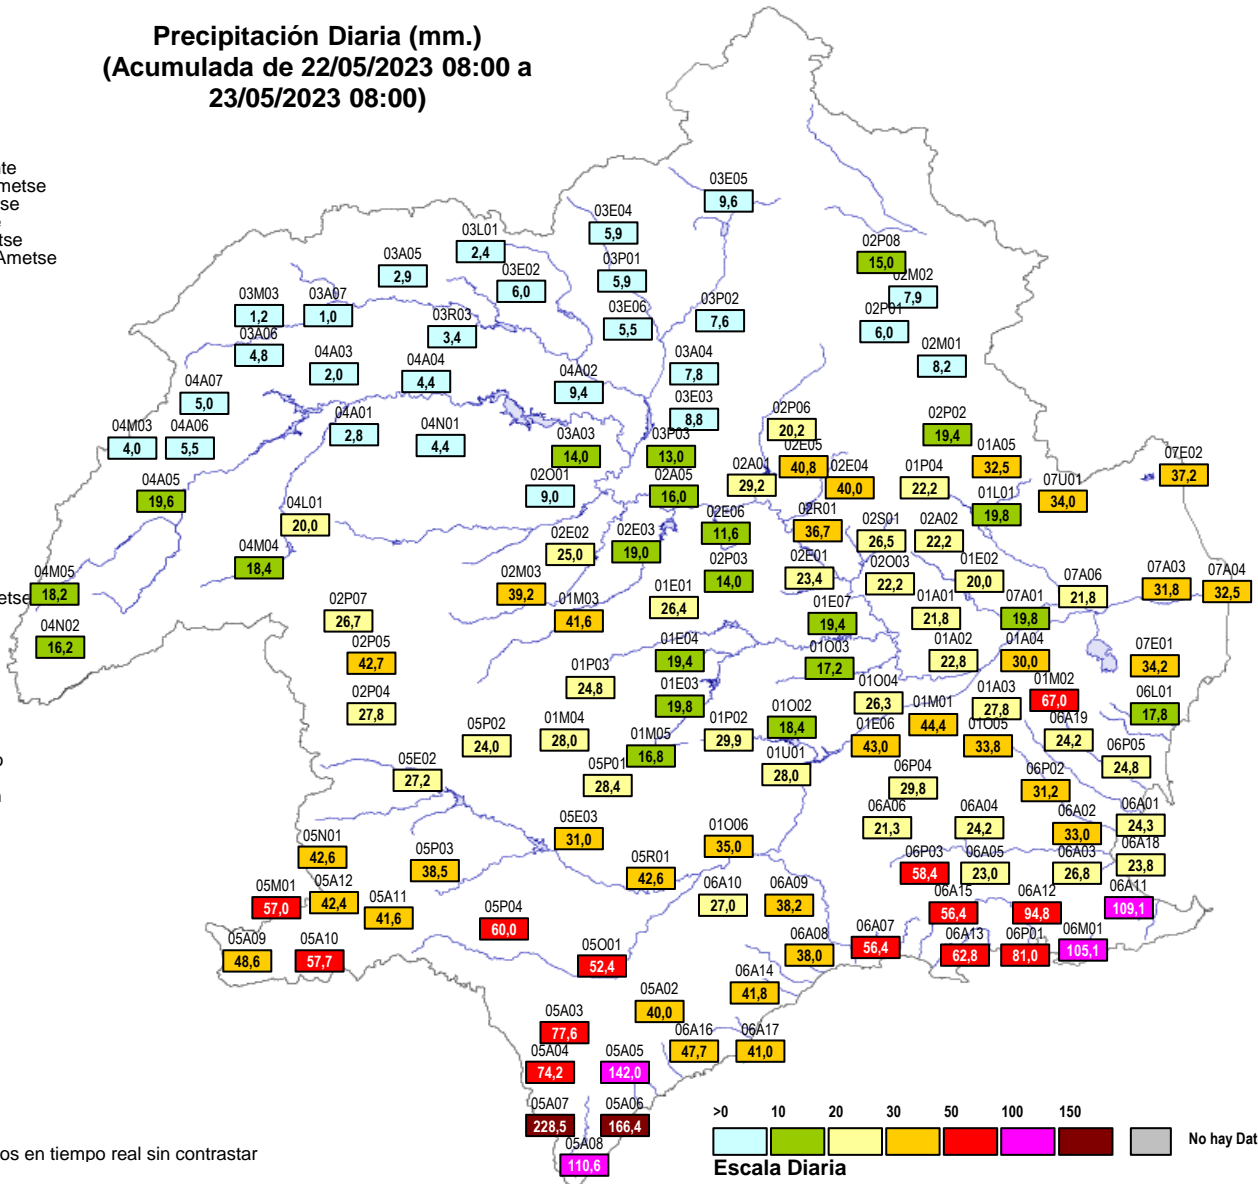 Precipitación Diaria (mm.)
(Acumulada de 22/05/2023 08:00 a
23/05/2023 08:00)
Ametse
03E05
9,6
03E04
5,9
03L01
2,4
02P08
15,0
03A05
2,9
03P01
5,9
03E02
6,0
02M02
7,9
03M03
1,2
03A07
1,0
03P02
7,6
03E06
5,5
02P01
6,0
03R03
3,4
03A06
4,8
04A03
2,0
04A04
4,4
03A04
7,8
02M01
8,2
04A02
9,4
04A07
5,0
03E03
8,8
02P06
20,2
02P02
19,4
04M03
4,0
04A06
5,5
04A01
2,8
04N01
4,4
03A03
14,0
03P03
13,0
02E05
40,8
01A05
32,5
07E02
37,2
04A05
19,6
02O01
9,0
02A05
16,0
02A01
29,2
02E04
40,0
01P04
22,2
07U01
34,0
04L01
20,0
01L01
19,8
02E06
11,6
02R01
36,7
02S01
26,5
02A02
22,2
02E02
25,0
02E03
19,0
04M04
18,4
04M05
18,2
02M03
39,2
02P03
14,0
02E01
23,4
02O03
22,2
01E02
20,0
07A06
21,8
07A03
31,8
07A04
32,5
02P07
26,7
01M03
41,6
01E01
26,4
01E07
19,4
01A01
21,8
07A01
19,8
04N02
16,2
02P05
42,7
01E04
19,4
01O03
17,2
01A02
22,8
01A04
30,0
07E01
34,2
01P03
24,8
02P04
27,8
01E03
19,8
01O04
26,3
01M01
44,4
01A03
27,8
01M02
67,0
06L01
17,8
05P02
24,0
01M04
28,0
01M05
16,8
01P02
29,9
01O02
18,4
01E06
43,0
01O05
33,8
06A19
24,2
06P05
24,8
05E02
27,2
05P01
28,4
01U01
28,0
06P04
29,8
06P02
31,2
05E03
31,0
01O06
35,0
06A06
21,3
06A04
24,2
06A02
33,0
06A01
24,3
05N01
42,6
05P03
38,5
05R01
42,6
06P03
58,4
06A05
23,0
06A03
26,8
06A18
23,8
05M01
57,0
05A12
42,4
05A11
41,6
06A10
27,0
06A09
38,2
06A15
56,4
06A12
94,8
06A11
109,1
05P04
60,0
05A09
48,6
05A10
57,7
05O01
52,4
06A08
38,0
06A07
56,4
06A13
62,8
06P01
81,0
06M01
105,1
06A14
41,8
05A02
40,0
05A03
77,6
06A16
47,7
06A17
41,0
05A04
74,2
05A05
142,0
05A07
228,5
05A06
166,4
05A08
110,6
>0 10 20 30 50 100 150
No hay Dat
Escala Diaria
os en tiempo real sin contrastar